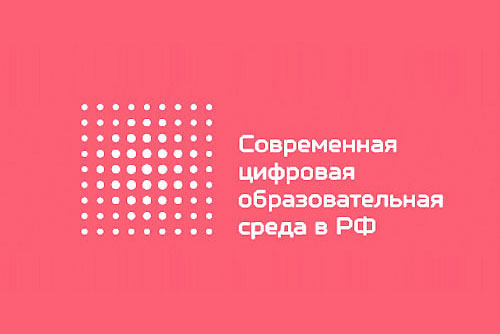 Современная
цифровая
образовательная
среда в РФ